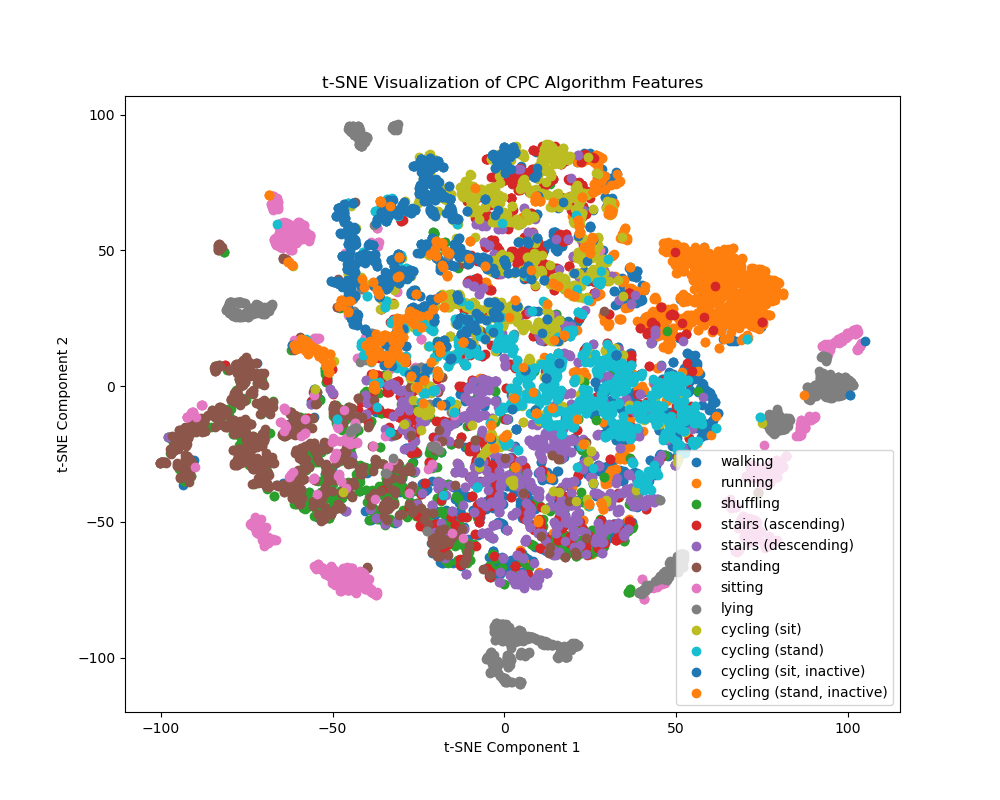 t-SNE Visualization of CPC Algorithm Features
t-SNE Component 2
100
50
0
−50
−100
−100
−50
0
50
100
t-SNE Component 1
walking
running
shuffling
stairs (ascending)
stairs (descending)
standing
sitting
lying
cycling (sit)
cycling (stand)
cycling (sit, inactive)
cycling (stand, inactive)